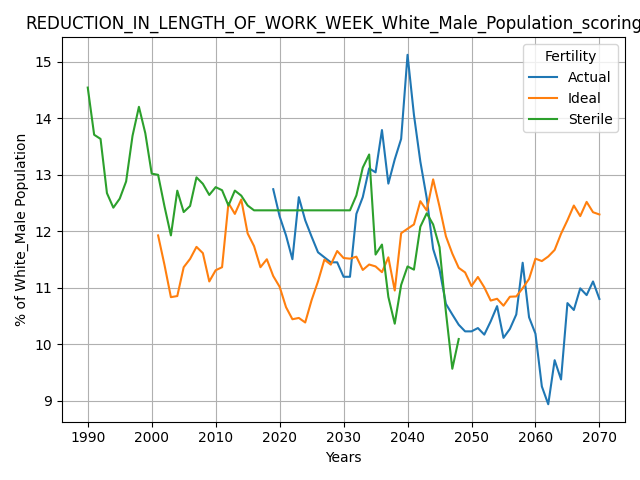 REDUCTION_IN_LENGTH_OF_WORK_WEEK_White_Male_Population_scoring
% of White_Male Population
15
14
13
12
11
10
9
Fertility
Actual
Ideal
Sterile
1990 2000 2010 2020 2030 2040 2050 2060 2070
Years